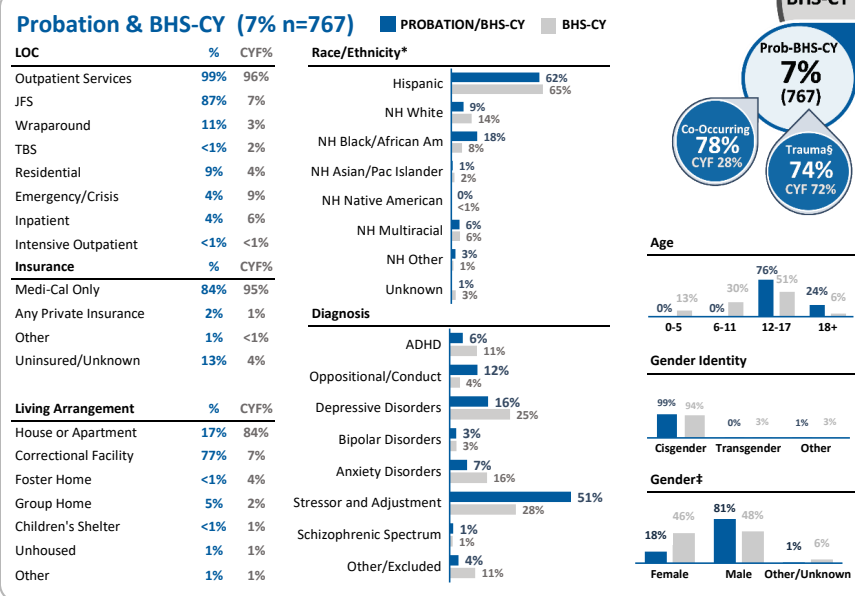 Probation & BHS-CY (7% n=767)
PROBATION/BHS-CY
BHS-CY
LOC % CYF%
Outpatient Services 99% 96%
JFS 87% 7%
Wraparound 11% 3%
TBS <1% 2%
Residential 9% 4%
Emergency/Crisis 4% 9%
Inpatient 4% 6%
Intensive Outpatient <1% <1%
Insurance % CYF%
Medi-Cal Only 84% 95%
Any Private Insurance 2% 1%
Other 1% <1%
Uninsured/Unknown 13% 4%
Living Arrangement % CYF%
House or Apartment 17% 84%
Correctional Facility 77% 7%
Foster Home <1% 4%
Group Home 5% 2%
Children's Shelter <1% 1%
Unhoused 1% 1%
Other 1% 1%
Race/Ethnicity*
Hispanic 62% 65%
NH White 9% 14%
NH Black/African Am 18% 8%
NH Asian/Pac Islander 1% 2%
NH Native American 0% <1%
NH Multiracial 6% 6%
NH Other 3% 1%
Unknown 1% 3%
Diagnosis
ADHD 6% 11%
Oppositional/Conduct 12% 4%
Depressive Disorders 16% 25%
Bipolar Disorders 3% 3%
Anxiety Disorders 7% 16%
Stressor and Adjustment 51% 28%
Schizophrenic Spectrum 1% 1%
Other/Excluded 4% 11%
BHS-CY
Prob-BHS-CY
7%
(767)
Co-Occurring
78%
CYF 28%
Trauma§
74%
CYF 72%
Age
0% 13% 0% 30% 76% 51% 24% 6%
0-5 6-11 12-17 18+
Gender Identity
99% 94% 0% 3% 1% 3%
Cisgender Transgender Other
Gender‡
18% 46% 81% 48% 1% 6%
Female Male Other/Unknown